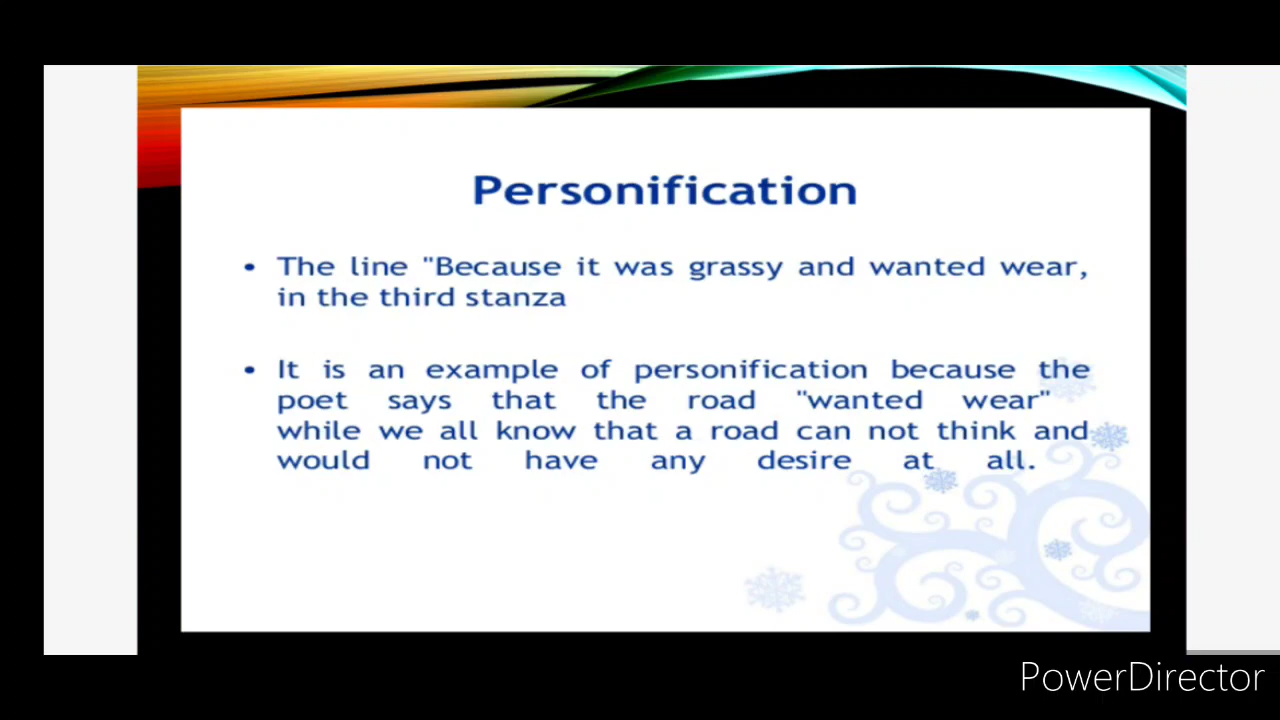 Personification
• The line "Because it was grassy and wanted wear,
in the third stanza
• It is an example of personification because the
poet says that the road "wanted wear"
while we all know that a road can not think and
would not have any desire at all.
PowerDirector